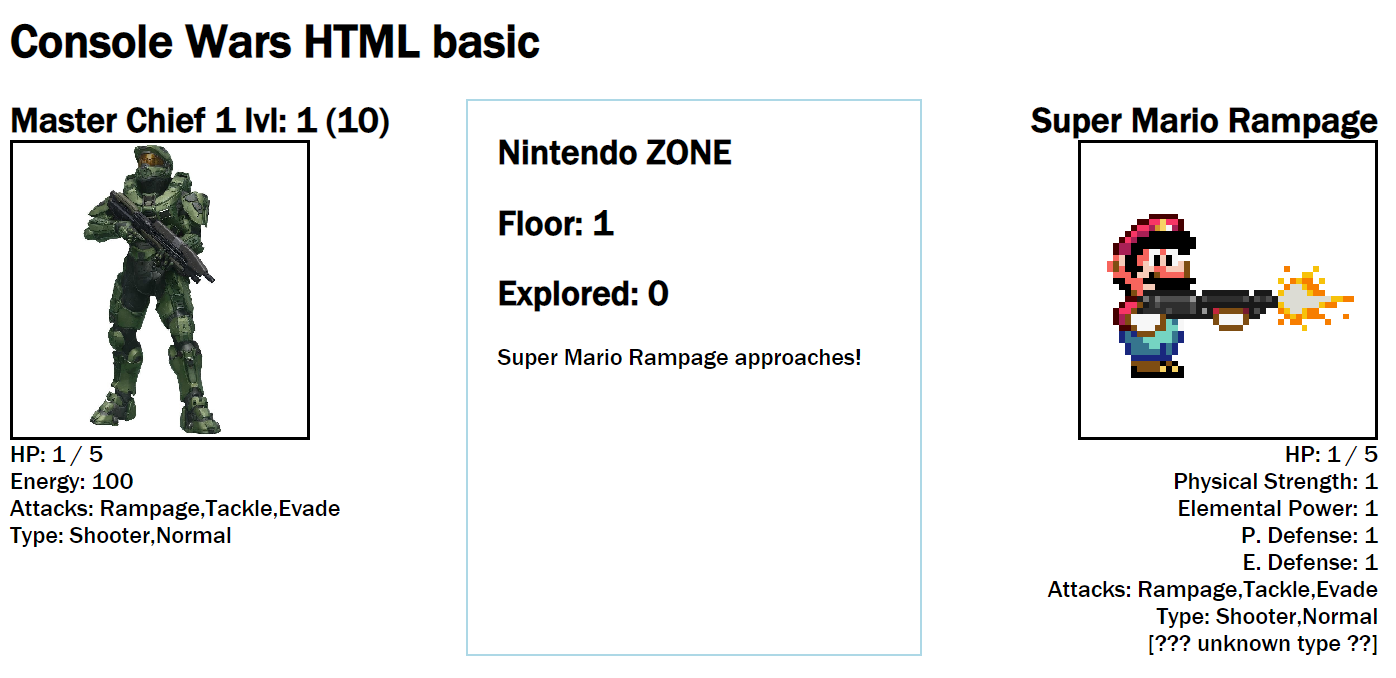 Console Wars HTML basic
Master Chief 1 lvl: 1 (10)
HP: 1 / 5
Energy: 100
Attacks: Rampage,Tackle,Evade
Type: Shooter,Normal
Nintendo ZONE
Floor: 1
Explored: 0
Super Mario Rampage approaches!
Super Mario Rampage
HP: 1 / 5
Physical Strength: 1
Elemental Power: 1
P. Defense: 1
E. Defense: 1
Attacks: Rampage,Tackle,Evade
Type: Shooter,Normal
[??? unknown type ??]